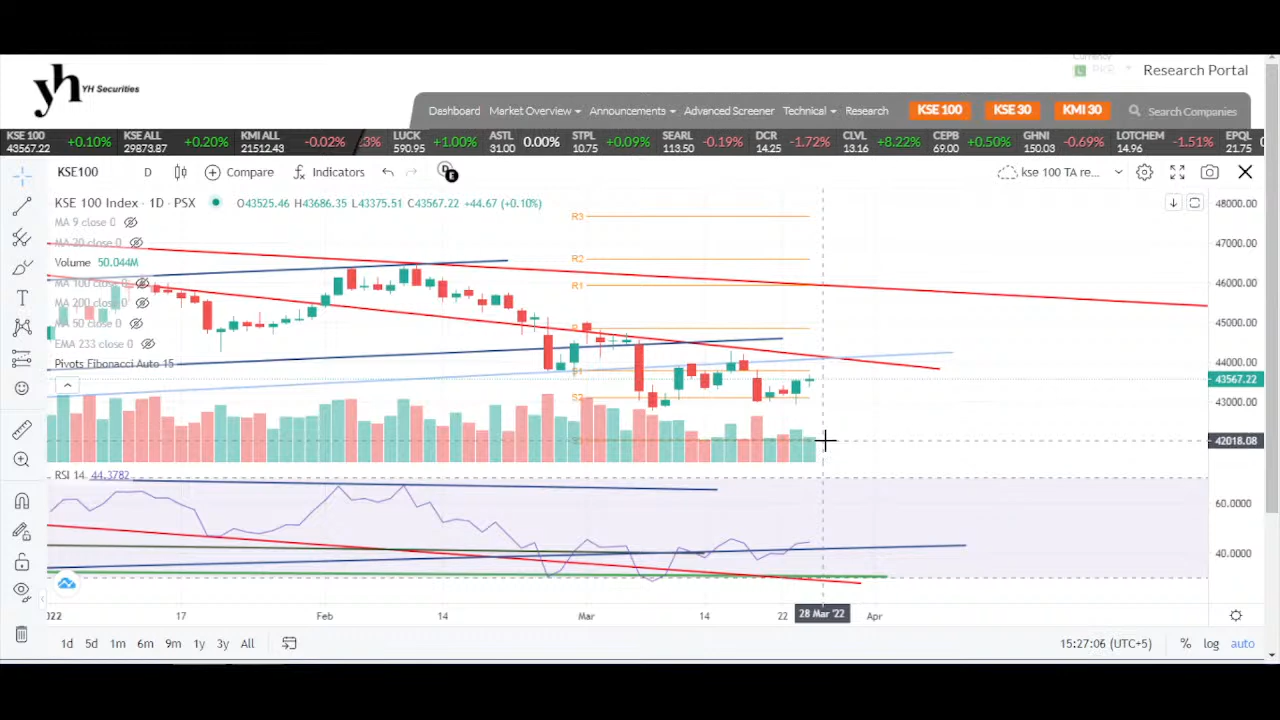 yh YH Securities
Currency
PKR
Research Portal
Dashboard Market Overview Announcements Advanced Screener Technical Research KSE 100 KSE 30 KMI 30 Search Companies
KSE 100 43567.22 +0.10% KSE ALL 29873.87 +0.20% KMI ALL 21512.43 -0.02% 3% LUCK 590.95 +1.00% ASTL 31.00 0.00% STPL 10.75 +0.09% SEARL 113.50 -0.19% DCR 14.25 -1.72% CLVL 13.16 +8.22% CEPB 69.00 +0.50% GHNI 150.03 -0.69% LOTCHEM 14.96 -1.51% EPQL 21.75
KSE100 D Compare Indicators D E kse 100 TA re...
KSE 100 Index · 1D · PSX O43525.46 H43686.35 L43375.51 C43567.22 +44.67 (+0.10%)
MA 9 close 0
MA 20 close 0
Volume 50.044M
MA 100 close 0
MA 200 close 0
MA 50 close 0
EMA 233 close 0
Pivots Fibonacci Auto 15
R3
R2
R1
S1
S2
48000.00
47000.00
46000.00
45000.00
44000.00
43567.22
43000.00
42018.08
RSI 14 44.3782
60.0000
40.0000
2022 17 Feb 14 Mar 14 22 28 Mar '22 Apr
1d 5d 1m 6m 9m 1y 3y All 15:27:06 (UTC+5) % log auto